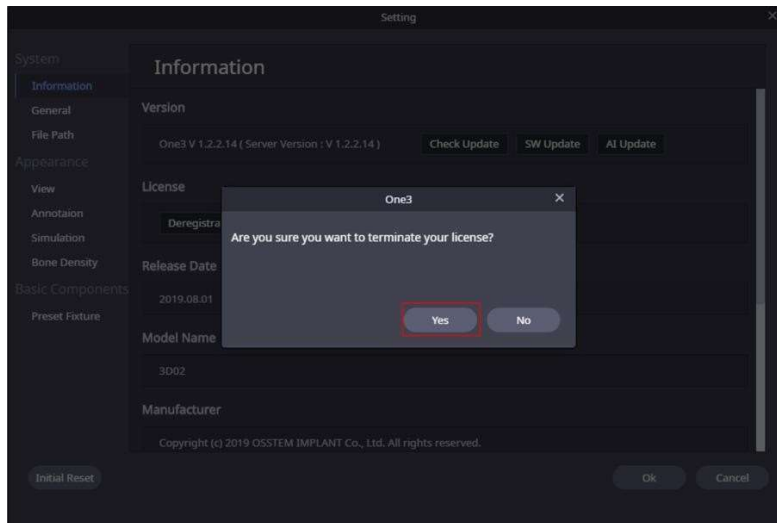 Setting
System
Information
General
File Path
Appearance
View
Annotaion
Simulation
Bone Density
Basic Components
Preset Fixture
Information
Version
One3 V 1.2.2.14 ( Server Version : V 1.2.2.14 )
Check Update
SW Update
AI Update
License
Deregistra
One3
Are you sure you want to terminate your license?
Yes
No
Release Date
2019.08.01
Model Name
3D02
Manufacturer
Copyright (c) 2019 OSSTEM IMPLANT Co., Ltd. All rights reserved.
Initial Reset
Ok
Cancel